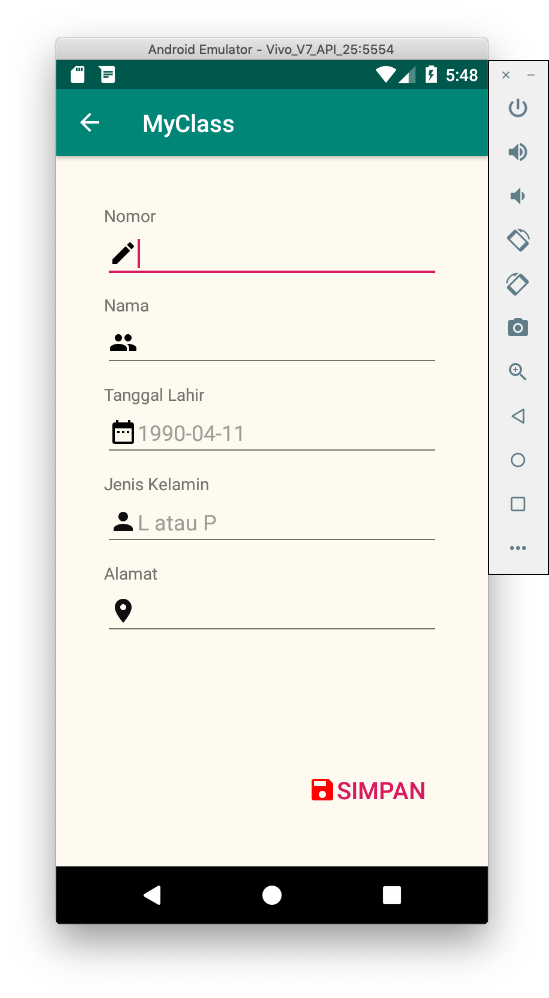 Android Emulator - Vivo_V7_API_25:5554
5:48
MyClass
Nomor
Nama
Tanggal Lahir
1990-04-11
Jenis Kelamin
L atau P
Alamat
SIMPAN